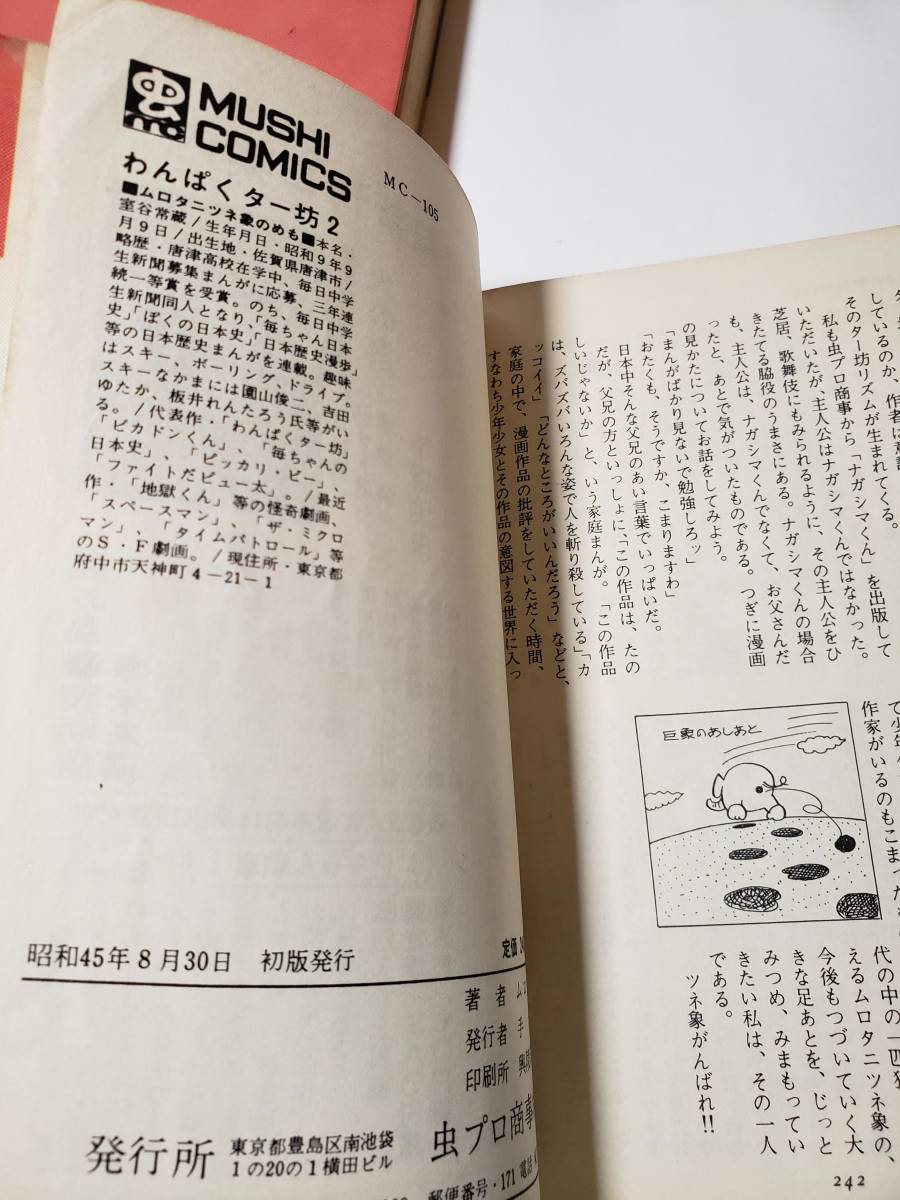 虫
mc
MUSHI
COMICS
MC－105
わんぱくター坊 2
■ムロタニツネ象のめも■本名・
室谷常蔵／生年月日・昭和9年9
月9日／出生地・佐賀県唐津市／
略歴・唐津高校在学中、毎日中学
生新聞募集まんがに応募、三年連
統一等賞を受賞。のち、毎日中学
生新聞同人となり、「毎ちゃん日本
史」「ぼくの日本史」「日本歴史漫歩」
等の日本歴史まんがを連載。趣味
はスキー、ボーリング、ドライブ。
スキーなかまには園山俊二、吉田
ゆたか、板井れんたろう氏等がい
る。／代表作・「わんぱくター坊」
「ピカドンくん」、「毎ちゃんの
日本史」、「ピッカリ・ビー」、
「ファイトだピュー太」。／最近
作・「地獄くん」等の怪奇劇画、
「スペースマン」、「ザ・ミクロ
マン」、「タイムパトロール」等
のS・F劇画。／現住所・東京都
府中市天神町4－21－1
昭和45年8月30日　初版発行
定価
著者　ム
発行者　手
印刷所　興
発行所
東京都豊島区南池袋
1の20の1横田ビル
虫プロ商事
郵便番号・171 電話
しているのか、作者に意
そのター坊リズムが生まれてくる。
私も虫プロ商事から「ナガシマくん」を出版して
いただいたが、主人公はナガシマくんではなかった。
芝居、歌舞伎にもみられるように、その主人公をひ
きたてる脇役のうまさにある。ナガシマくんの場合
も、主人公は、ナガシマくんでなくて、お父さんだ
ったと、あとで気がついたものである。つぎに漫画
の見かたについてお話をしてみよう。
「まんがばかり見ないで勉強しろッ」
「おたくも、そうですか、こまりますわ」
日本中そんな父兄のあい言葉でいっぱいだ。
だが、父兄の方といっしょに、「この作品は、たの
しいじゃないか」と、いう家庭まんが。「この作品
は、ズバズバいろんな姿で人を斬り殺している」「カ
ッコイイ」「どんなところがいいんだろう」などと、
家庭の中で、漫画作品の批評をしていただく時間、
すなわち少年少女とその作品の意図する世界に入っ
作家がいるのもこまっ
巨象のあしあと
代の中の一匹
えるムロタニツネ象の、
今後もつづいていく大
きな足あとを、じっと
みつめ、みまもってい
きたい私は、その一人
である。
ツネ象がんばれ!!
242